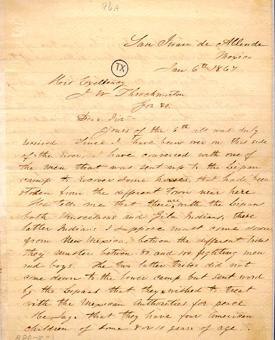 San Juan de Allende
Mexico
Jan 6th 1867
TX
His Excellency
J. W. Throckmorton
Gov &c.
Dear Sir
Yours of the 5th ult was duly
received Since I have been over on this side
of the river I have conversed with one of
the men that was sent up to the Lipan
camp to recover some horses that had been
stolen from the different towns near here
He tells me that there are with the Lipans
both Muscaleros and Gila Indians, these
latter Indians I suppose must come down
from New Mexico. between the different tribes
they muster between 80 and 100 fighting men
and boys. The two latter tribes did not
come down to the lower camp but sent word
by the Lipans that they wished to treat
with the Mexican Authorities for peace
He says that they have four American
children of some 8 or 10 years of age